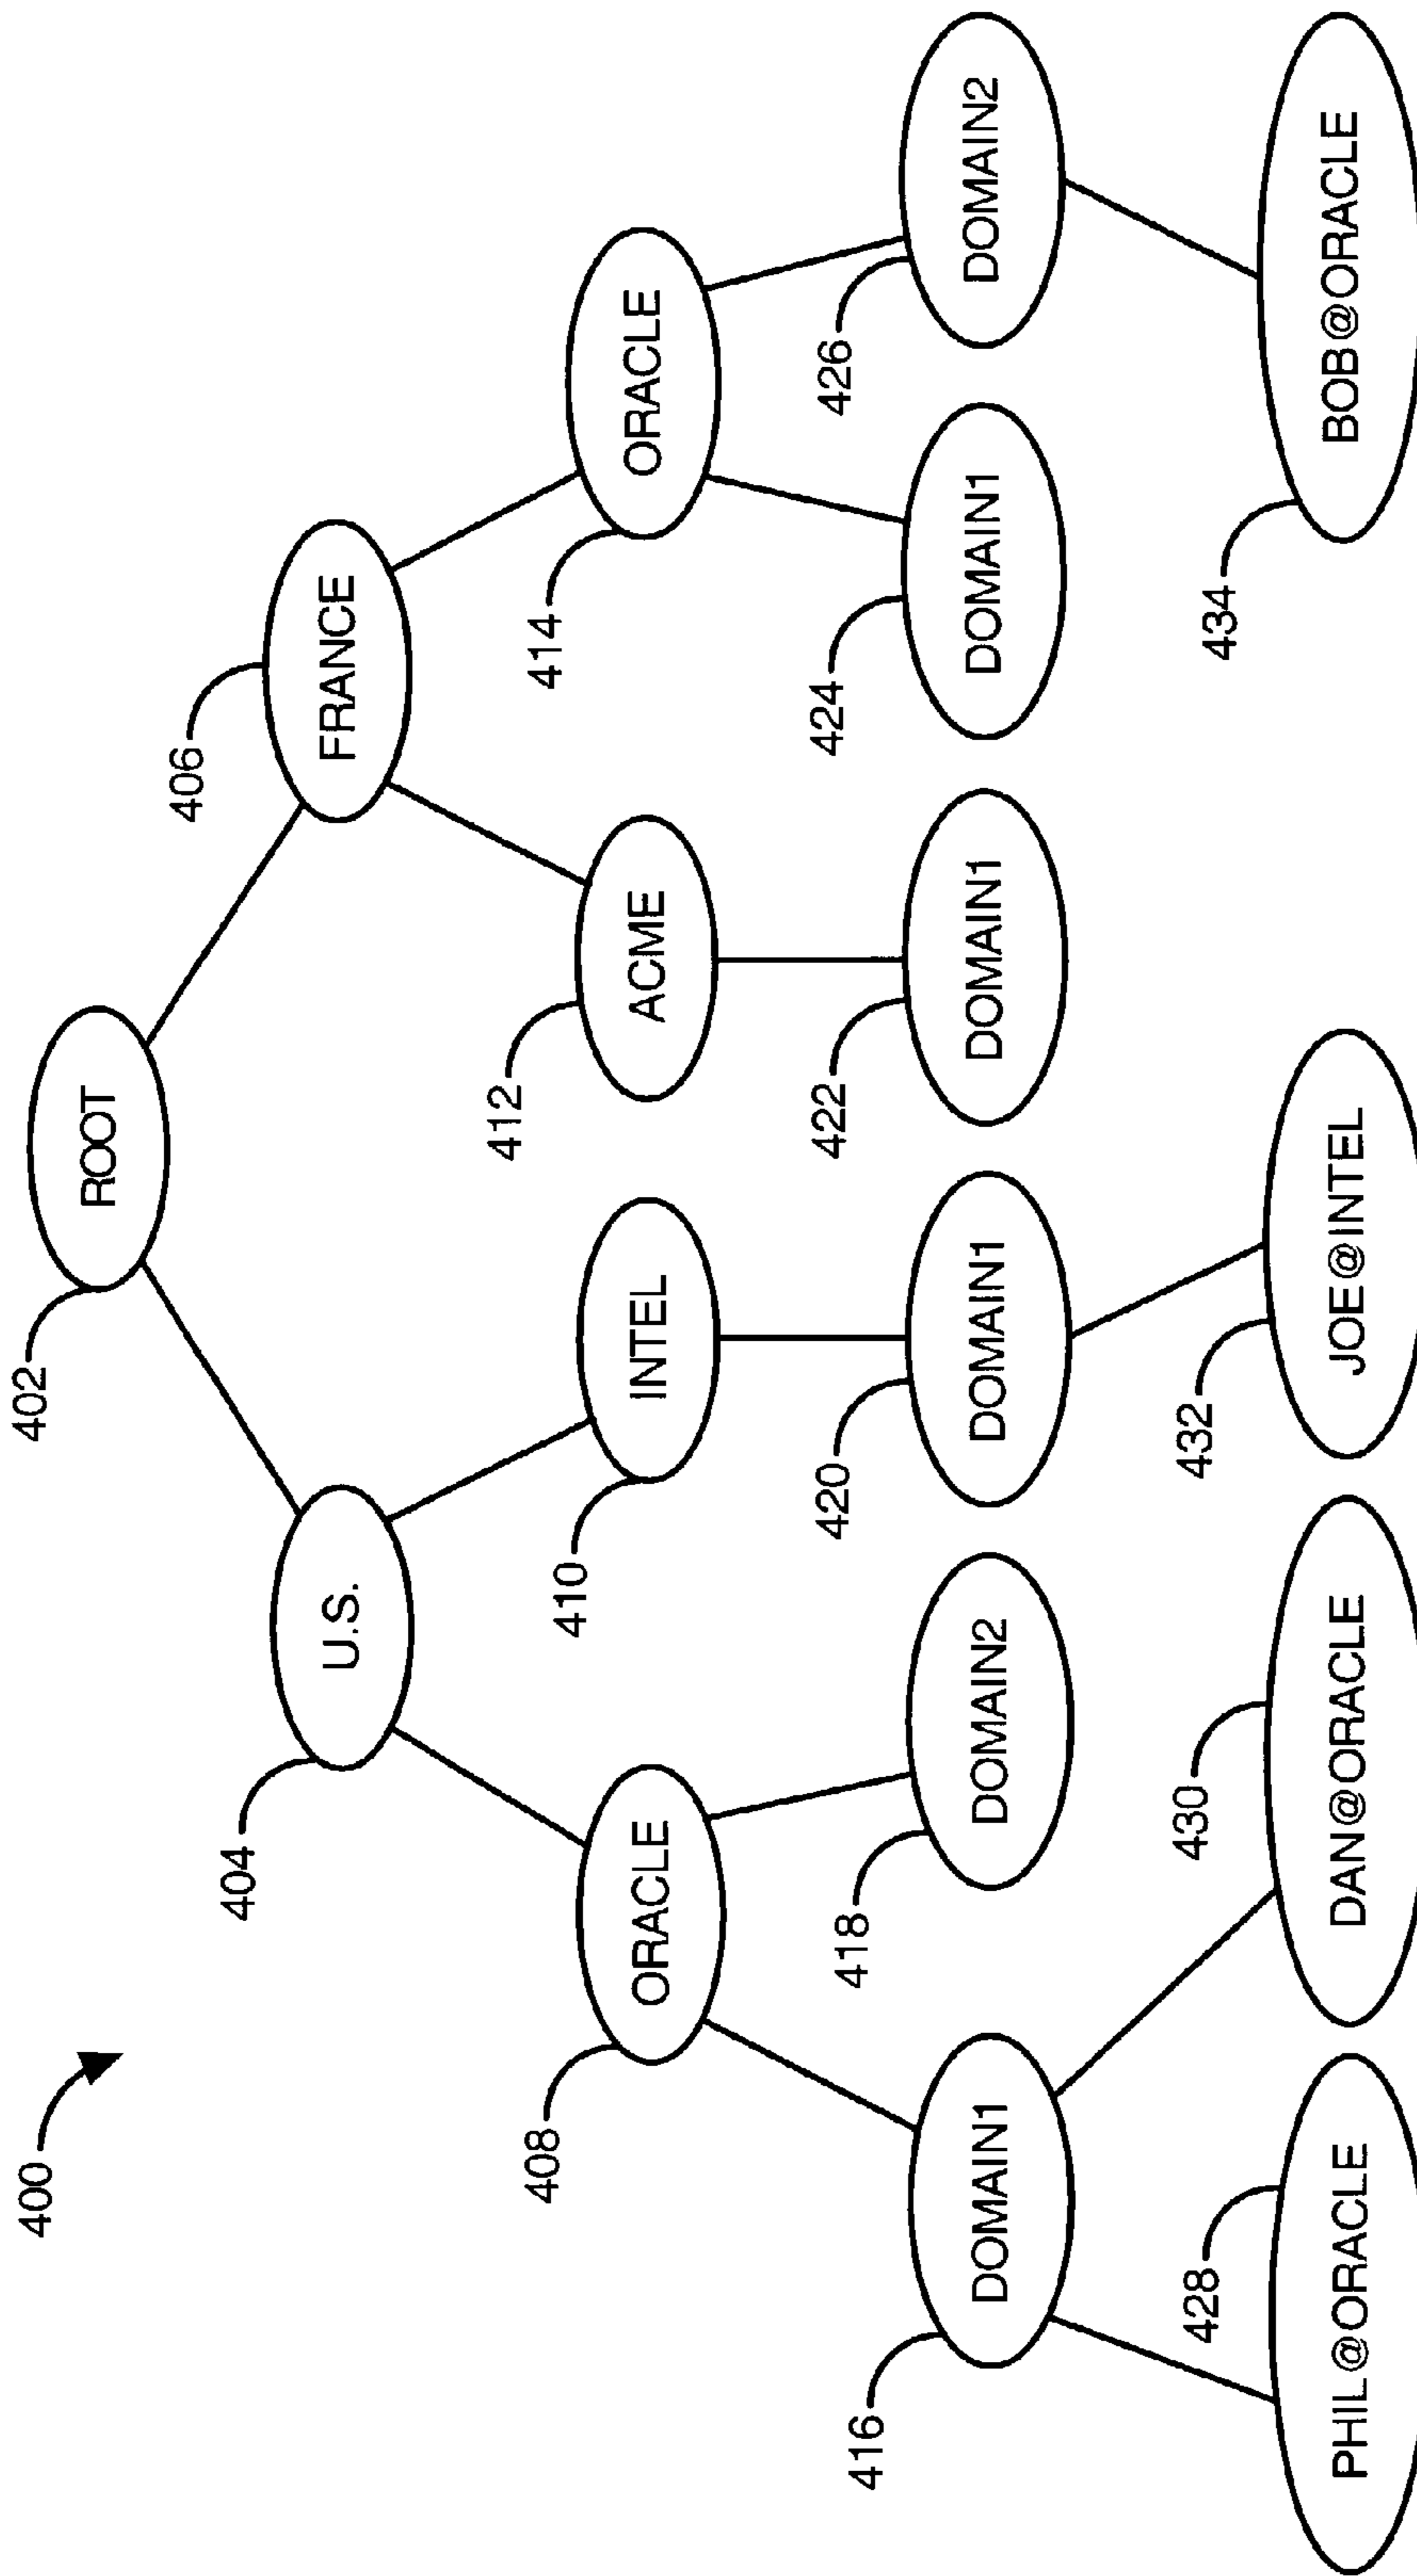 400
402
ROOT
404
U.S.
406
FRANCE
408
ORACLE
410
INTEL
412
ACME
414
ORACLE
416
DOMAIN1
418
DOMAIN2
420
DOMAIN1
422
DOMAIN1
424
DOMAIN1
426
DOMAIN2
428
PHIL@ORACLE
430
DAN@ORACLE
432
JOE@INTEL
434
BOB@ORACLE